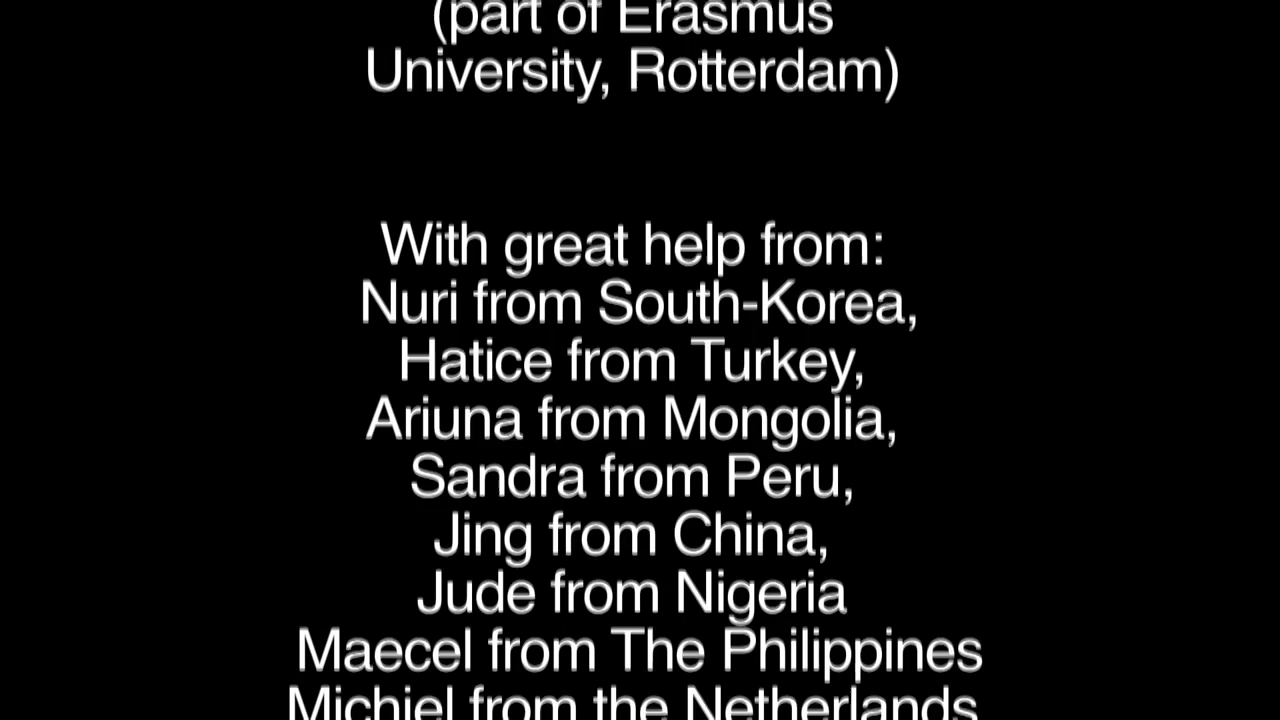 (part of Erasmus
University, Rotterdam)
With great help from:
Nuri from South-Korea,
Hatice from Turkey,
Ariuna from Mongolia,
Sandra from Peru,
Jing from China,
Jude from Nigeria
Maecel from The Philippines
Michiel from the Netherlands